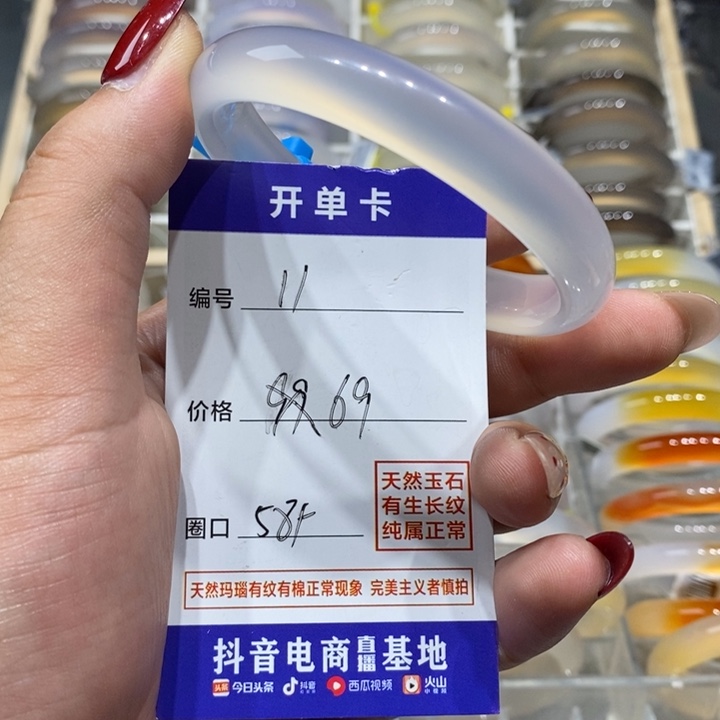 开单卡
编号 11
价格 99 69
圈口 58+
天然玉石
有生长纹
纯属正常
天然玛瑙有纹有棉正常现象 完美主义者慎拍
抖音电商直播基地
头条 今日头条 抖音 西瓜视频 火山